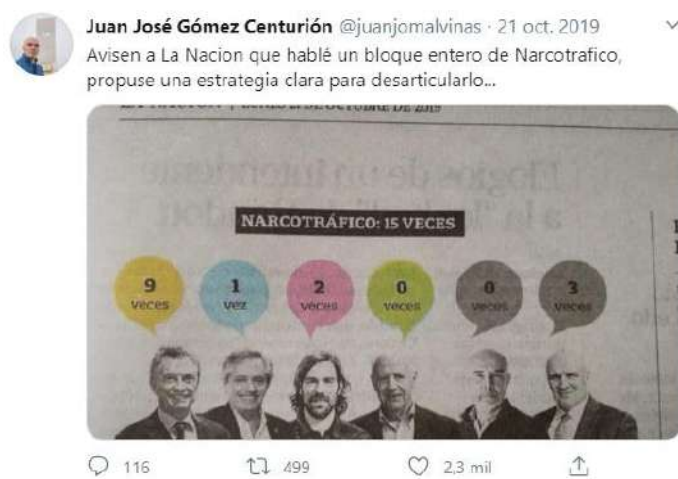 Juan José Gómez Centurión @juanjomalvinas · 21 oct. 2019
Avisen a La Nacion que hablé un bloque entero de Narcotrafico,
propuse una estrategia clara para desarticularlo...
NARCOTRÁFICO: 15 VECES
9 1 2 0 0 3
veces vez veces veces veces veces
116 499 2,3 mil